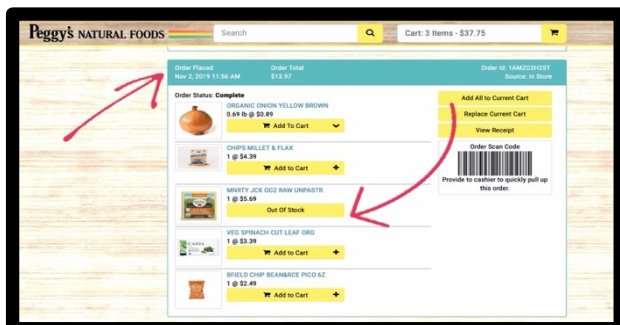 Peggy's NATURAL FOODS
Search
Cart: 3 Items - $37.75
Order Placed
Nov 2, 2019 11:56 AM
Order Total
$13.97
Order Id: 1AMZO2H2ST
Source: In Store
Order Status: Complete
ORGANIC ONION YELLOW BROWN
0.69 lb @ $0.89
Add To Cart
CHIPS MILLET & FLAX
1 @ $4.39
Add to Cart +
MNRTY JCK OG2 RAW UNPASTR
1 @ $5.69
Out Of Stock
VEG SPINACH CUT LEAF ORG
1 @ $3.39
Add to Cart +
BFIELD CHIP BEAN&RCE PICO 6Z
1 @ $2.49
Add to Cart +
Add All to Current Cart
Replace Current Cart
View Receipt
Order Scan Code
Provide to cashier to quickly pull up
this order.